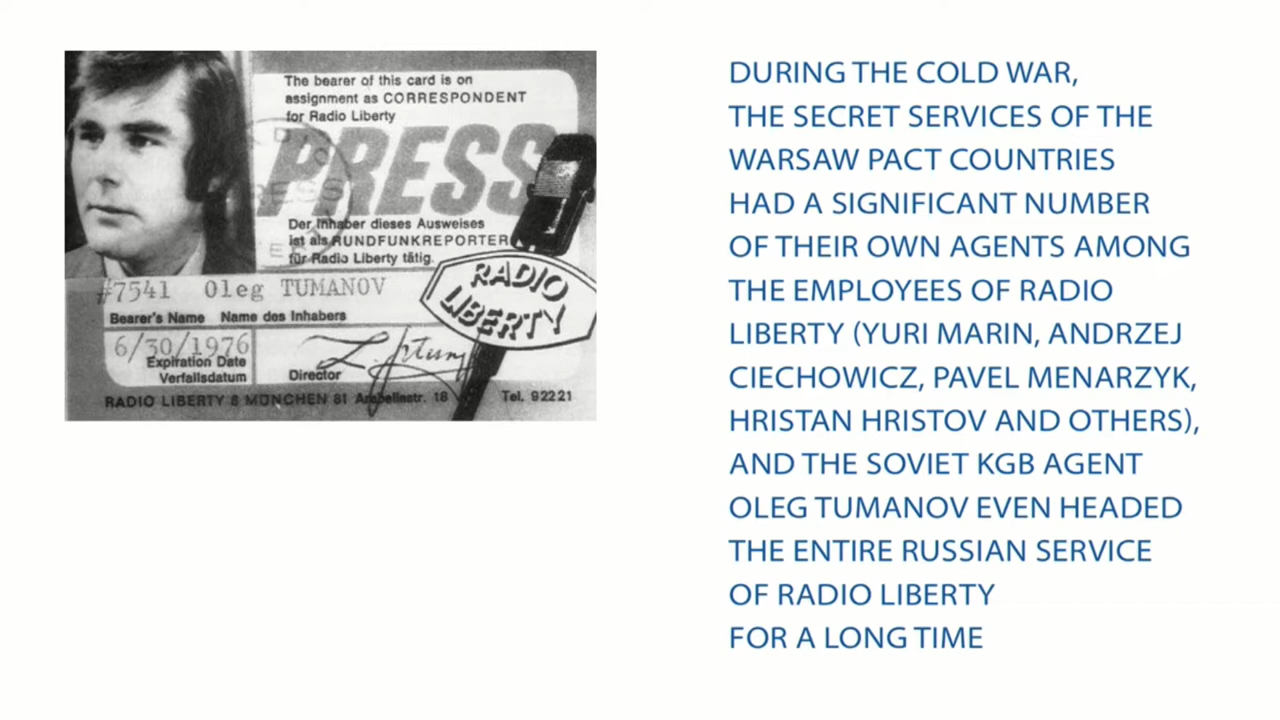 The bearer of this card is on
assignment as CORRESPONDENT
for Radio Liberty
PRESS
Der Inhaber dieses Ausweises
ist als RUNDFUNKREPORTER
für Radio Liberty tätig.
RADIO
LIBERTY
#7541 Oleg TUMANOV
Bearer's Name Name des Inhabers
6/30/1976
Expiration Date
Verfallsdatum
Director
RADIO LIBERTY 8 MÜNCHEN 81 Arabellastr. 18 Tel. 92221
DURING THE COLD WAR,
THE SECRET SERVICES OF THE
WARSAW PACT COUNTRIES
HAD A SIGNIFICANT NUMBER
OF THEIR OWN AGENTS AMONG
THE EMPLOYEES OF RADIO
LIBERTY (YURI MARIN, ANDRZEJ
CIECHOWICZ, PAVEL MENARZYK,
HRISTAN HRISTOV AND OTHERS),
AND THE SOVIET KGB AGENT
OLEG TUMANOV EVEN HEADED
THE ENTIRE RUSSIAN SERVICE
OF RADIO LIBERTY
FOR A LONG TIME